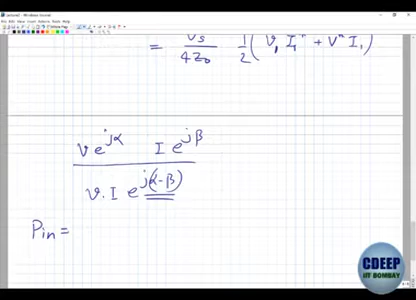 = Vs / 4Z₀ 1/2 ( V₁ I₁* + V* I₁ )
V e^{jα} I e^{jβ}
V. I e^{j(α-β)}
Pin =
CDEEP
IIT BOMBAY